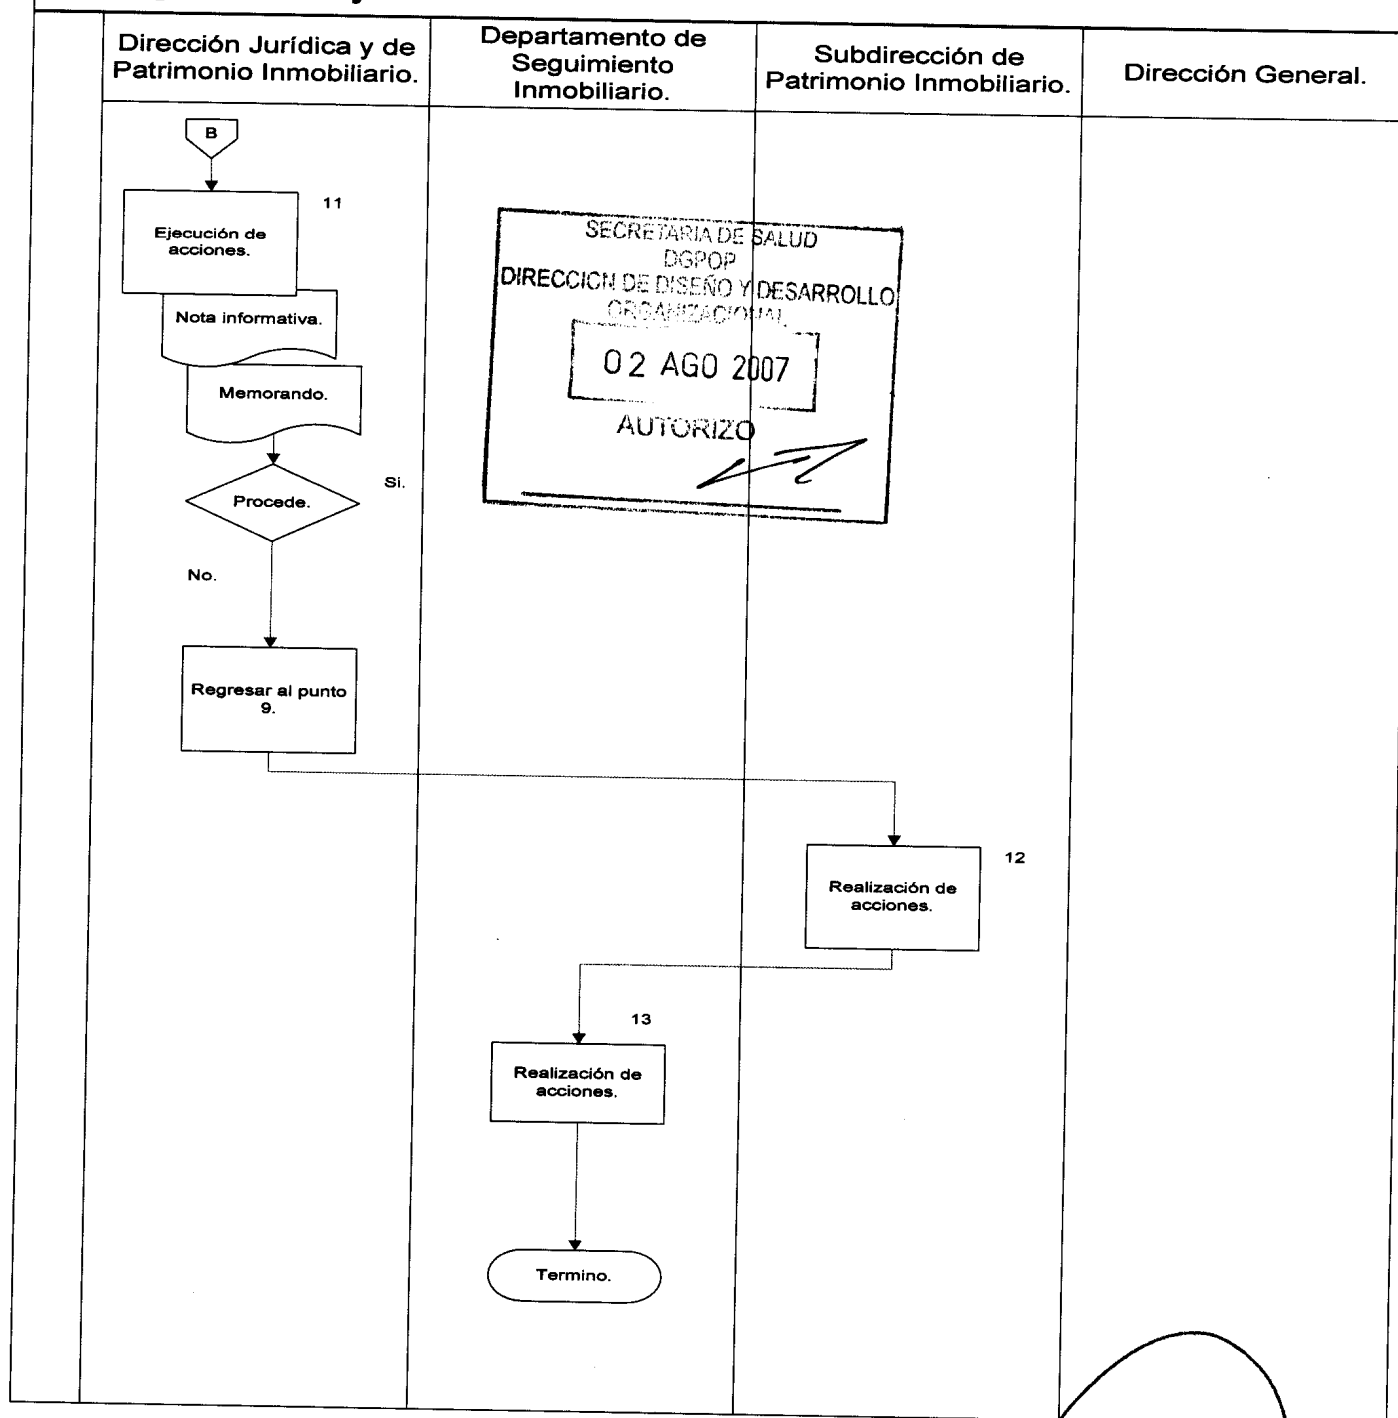 Dirección Jurídica y de
Patrimonio Inmobiliario.
Departamento de
Seguimiento
Inmobiliario.
Subdirección de
Patrimonio Inmobiliario.
Dirección General.
B
11
Ejecución de
acciones.
Nota informativa.
Memorando.
Procede.
Si.
No.
Regresar al punto
9.
SECRETARIA DE SALUD
DGPOP
DIRECCION DE DISEÑO Y DESARROLLO
ORGANIZACIONAL
02 AGO 2007
AUTORIZO
12
Realización de
acciones.
13
Realización de
acciones.
Termino.